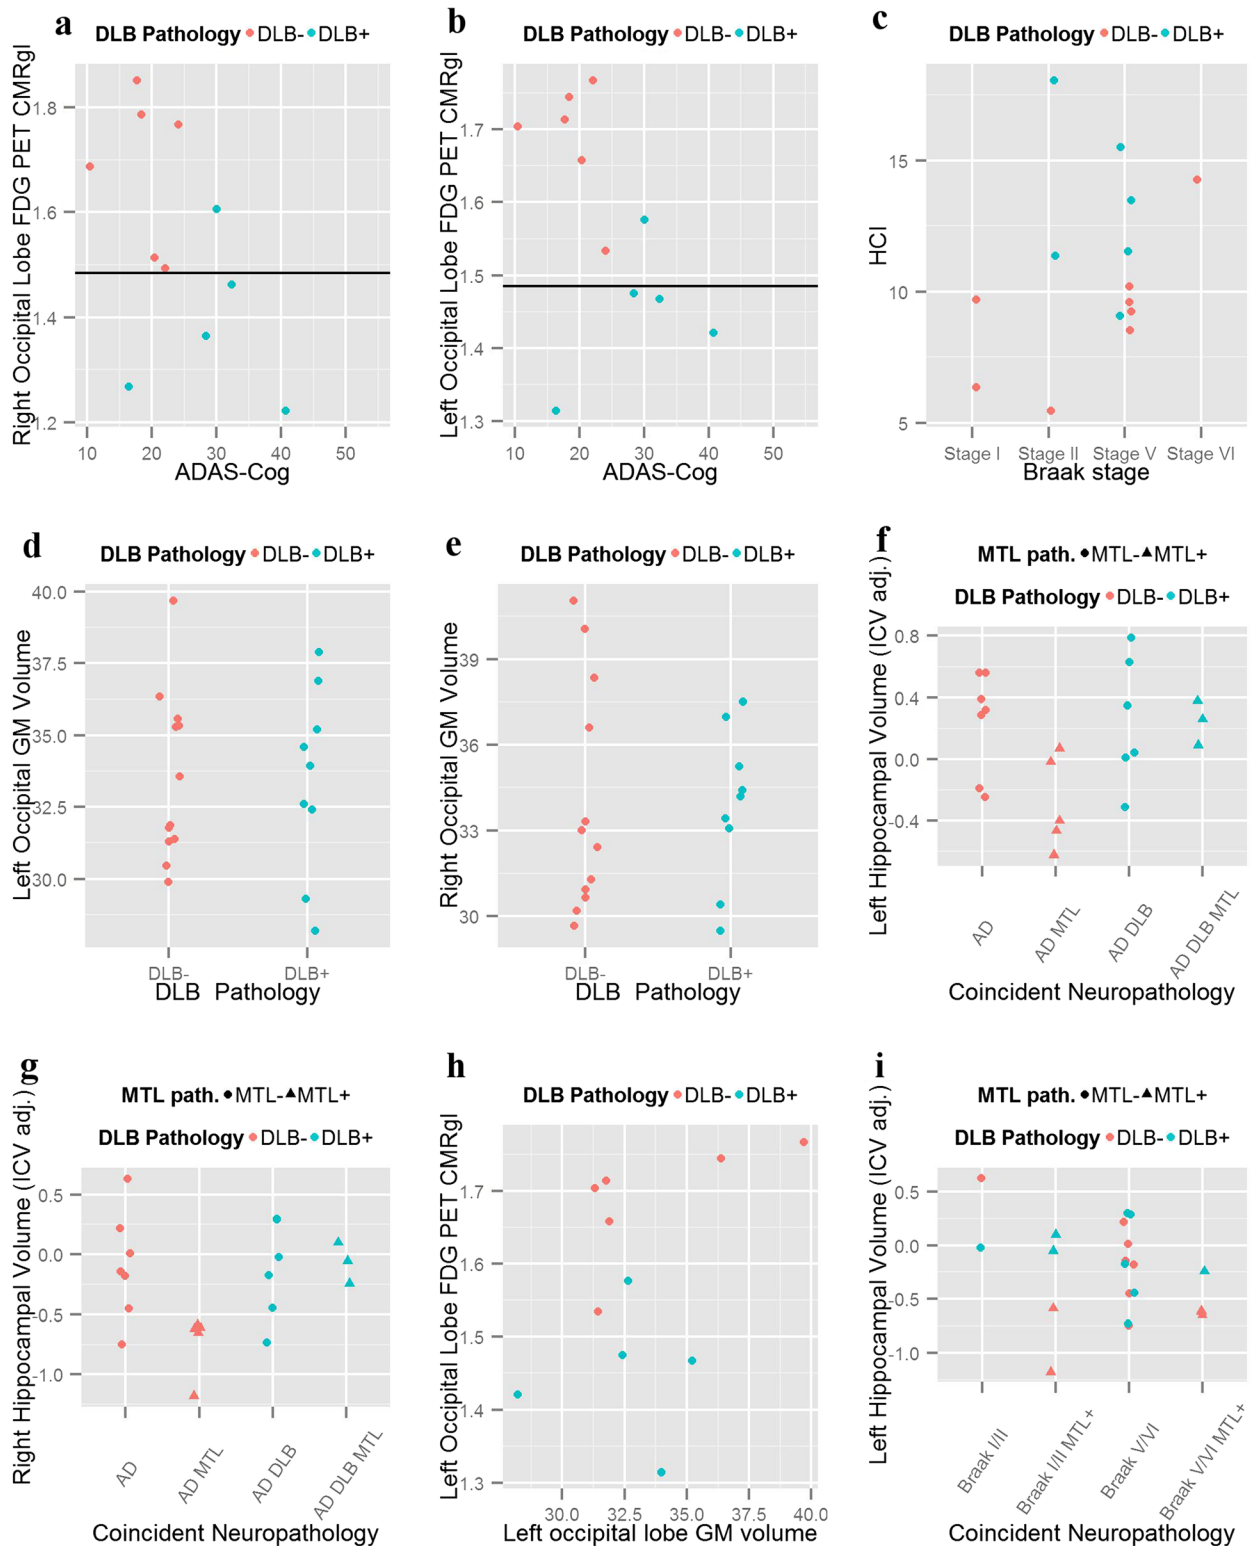 a
DLB Pathology DLB- DLB+
Right Occipital Lobe FDG PET CMRgl
1.8
1.6
1.4
1.2
10 20 30 40 50
ADAS-Cog
b
DLB Pathology DLB- DLB+
Left Occipital Lobe FDG PET CMRgl
1.7
1.6
1.5
1.4
1.3
10 20 30 40 50
ADAS-Cog
c
DLB Pathology DLB- DLB+
HCI
15
10
5
Stage I Stage II Stage V Stage VI
Braak stage
d
DLB Pathology DLB- DLB+
Left Occipital GM Volume
40.0
37.5
35.0
32.5
30.0
DLB- DLB+
DLB Pathology
e
DLB Pathology DLB- DLB+
Right Occipital GM Volume
39
36
33
30
DLB- DLB+
DLB Pathology
f
MTL path. MTL- MTL+
DLB Pathology DLB- DLB+
Left Hippocampal Volume (ICV adj.)
0.8
0.4
0.0
-0.4
AD AD MTL AD DLB AD DLB MTL
Coincident Neuropathology
g
MTL path. MTL- MTL+
DLB Pathology DLB- DLB+
Right Hippocampal Volume (ICV adj.)
0.5
0.0
-0.5
-1.0
AD AD MTL AD DLB AD DLB MTL
Coincident Neuropathology
h
DLB Pathology DLB- DLB+
Left Occipital Lobe FDG PET CMRgl
1.7
1.6
1.5
1.4
1.3
30.0 32.5 35.0 37.5 40.0
Left occipital lobe GM volume
i
MTL path. MTL- MTL+
DLB Pathology DLB- DLB+
Left Hippocampal Volume (ICV adj.)
0.5
0.0
-0.5
-1.0
Braak I/II Braak I/II MTL+ Braak V/VI Braak V/VI MTL+
Coincident Neuropathology